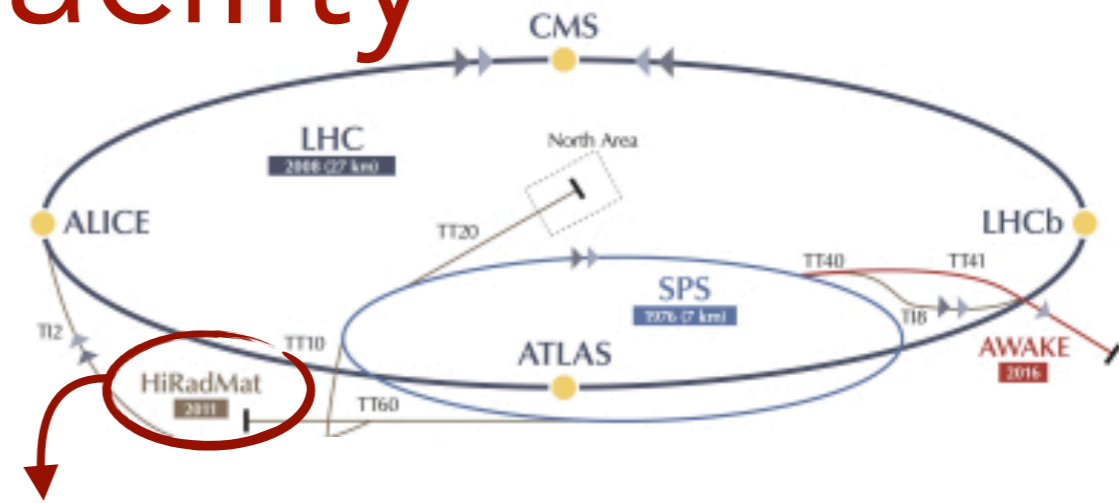 CMS
LHC
2008 (27 km)
North Area
ALICE
TT20
LHCb
TT40
TT41
SPS
1976 (7 km)
TI8
TI2
TT10
ATLAS
AWAKE
2016
HiRadMat
2011
TT60